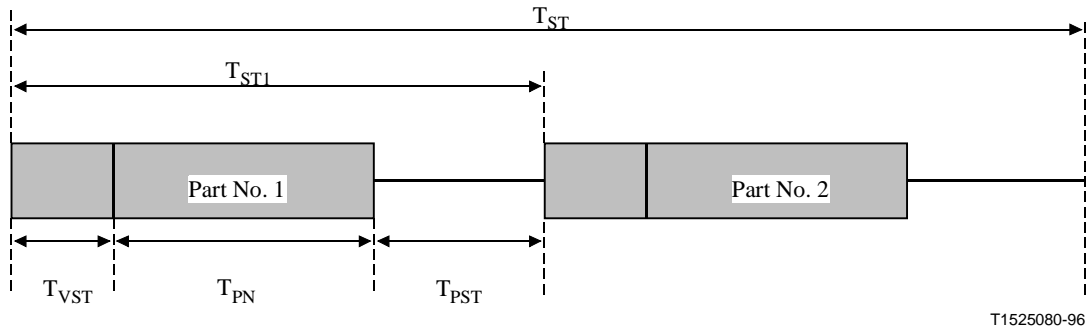 T_ST
T_ST1
Part No. 1
Part No. 2
T_VST
T_PN
T_PST
T1525080-96